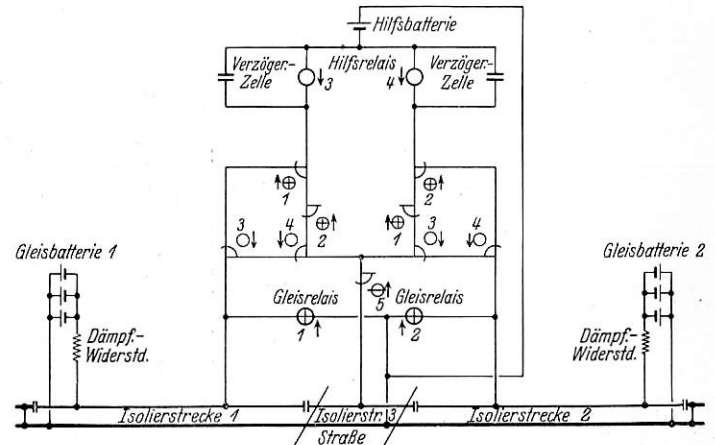 Hilfsbatterie
Verzöger.-
Zelle
Hilfsrelais
Verzöger.-
Zelle
3
4
1
2
3
4
2
1
3
4
Gleisbatterie 1
Gleisbatterie 2
Gleisrelais
5
Gleisrelais
1
2
Dämpf.-
Widerstd.
Dämpf.-
Widerstd.
Isolierstrecke 1
Isolierstr. 3
Isolierstrecke 2
Straße